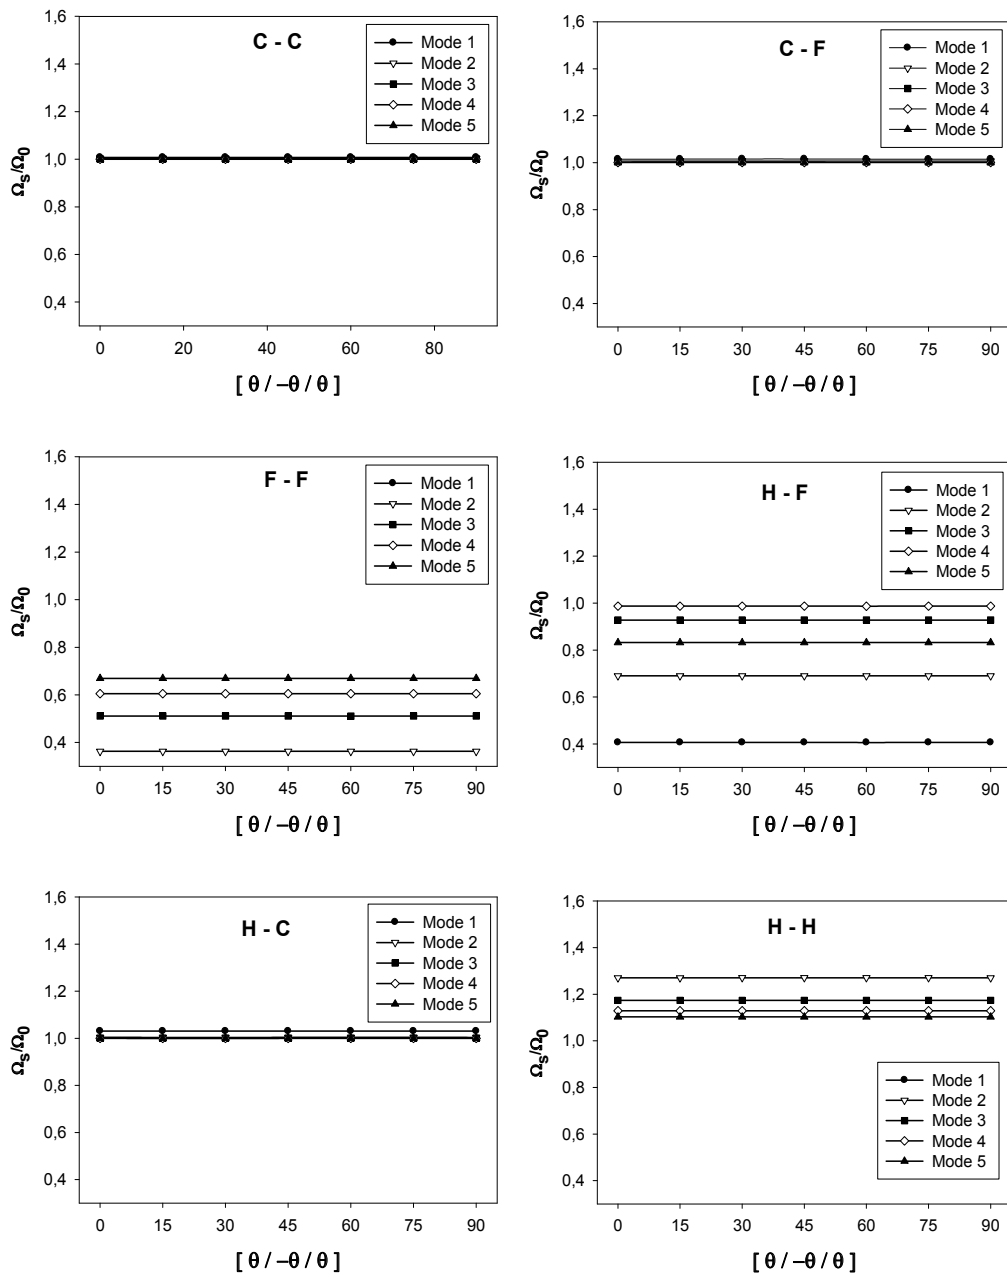 C - C
Mode 1
Mode 2
Mode 3
Mode 4
Mode 5
1,6
1,4
1,2
1,0
0,8
0,6
0,4
Ωs/Ω0
0 20 40 60 80
[ θ / −θ / θ ]
C - F
Mode 1
Mode 2
Mode 3
Mode 4
Mode 5
1,6
1,4
1,2
1,0
0,8
0,6
0,4
Ωs/Ω0
0 15 30 45 60 75 90
[ θ / −θ / θ ]
F - F
Mode 1
Mode 2
Mode 3
Mode 4
Mode 5
1,6
1,4
1,2
1,0
0,8
0,6
0,4
Ωs/Ω0
0 15 30 45 60 75 90
[ θ / −θ / θ ]
H - F
Mode 1
Mode 2
Mode 3
Mode 4
Mode 5
1,6
1,4
1,2
1,0
0,8
0,6
0,4
Ωs/Ω0
0 15 30 45 60 75 90
[ θ / −θ / θ ]
H - C
Mode 1
Mode 2
Mode 3
Mode 4
Mode 5
1,6
1,4
1,2
1,0
0,8
0,6
0,4
Ωs/Ω0
0 15 30 45 60 75 90
[ θ / −θ / θ ]
H - H
Mode 1
Mode 2
Mode 3
Mode 4
Mode 5
1,6
1,4
1,2
1,0
0,8
0,6
0,4
Ωs/Ω0
0 15 30 45 60 75 90
[ θ / −θ / θ ]